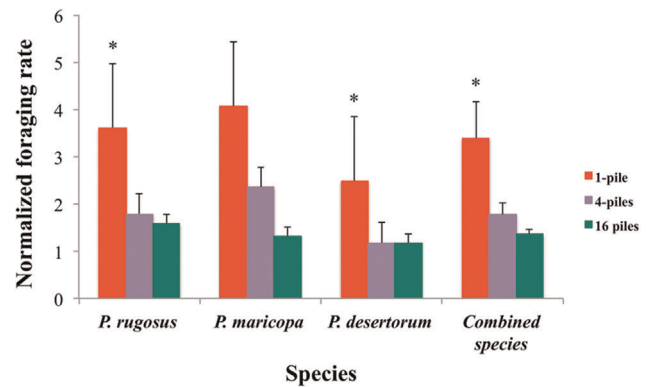 Normalized foraging rate
6
5
4
3
2
1
0
*
*
*
1-pile
4-piles
16 piles
P. rugosus
P. maricopa
P. desertorum
Combined
species
Species